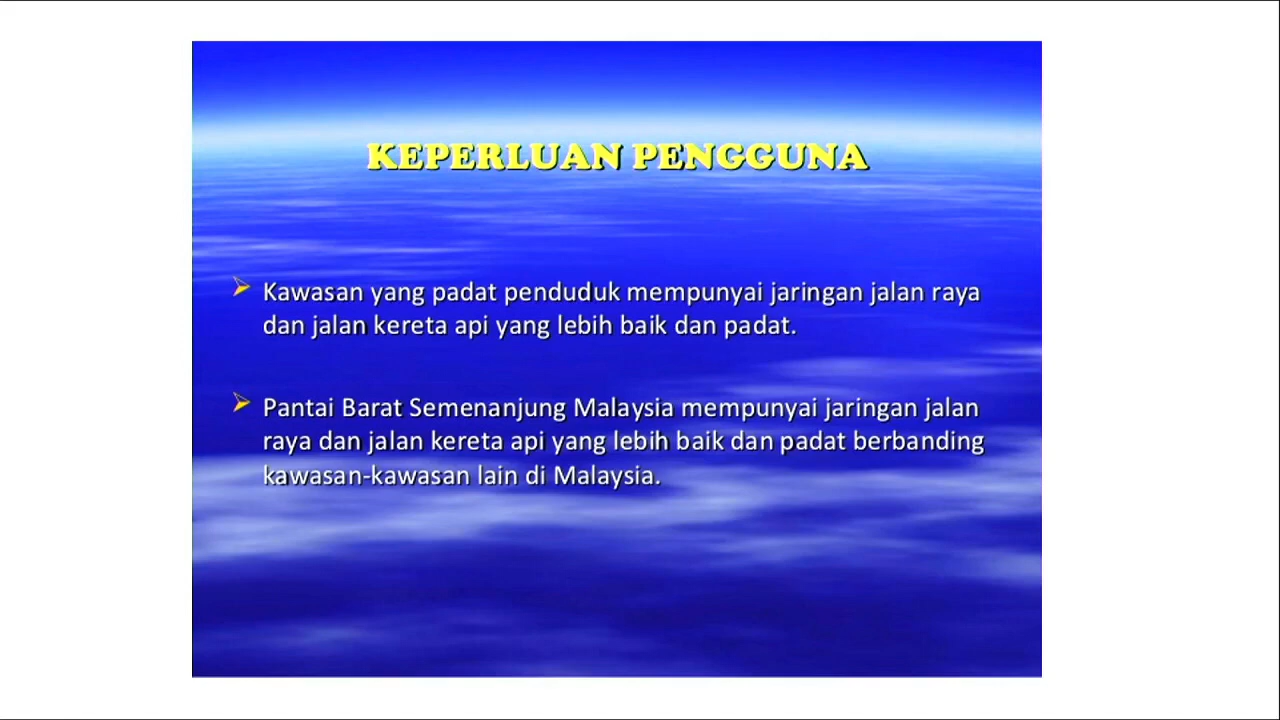 KEPERLUAN PENGGUNA
Kawasan yang padat penduduk mempunyai jaringan jalan raya
dan jalan kereta api yang lebih baik dan padat.
Pantai Barat Semenanjung Malaysia mempunyai jaringan jalan
raya dan jalan kereta api yang lebih baik dan padat berbanding
kawasan-kawasan lain di Malaysia.